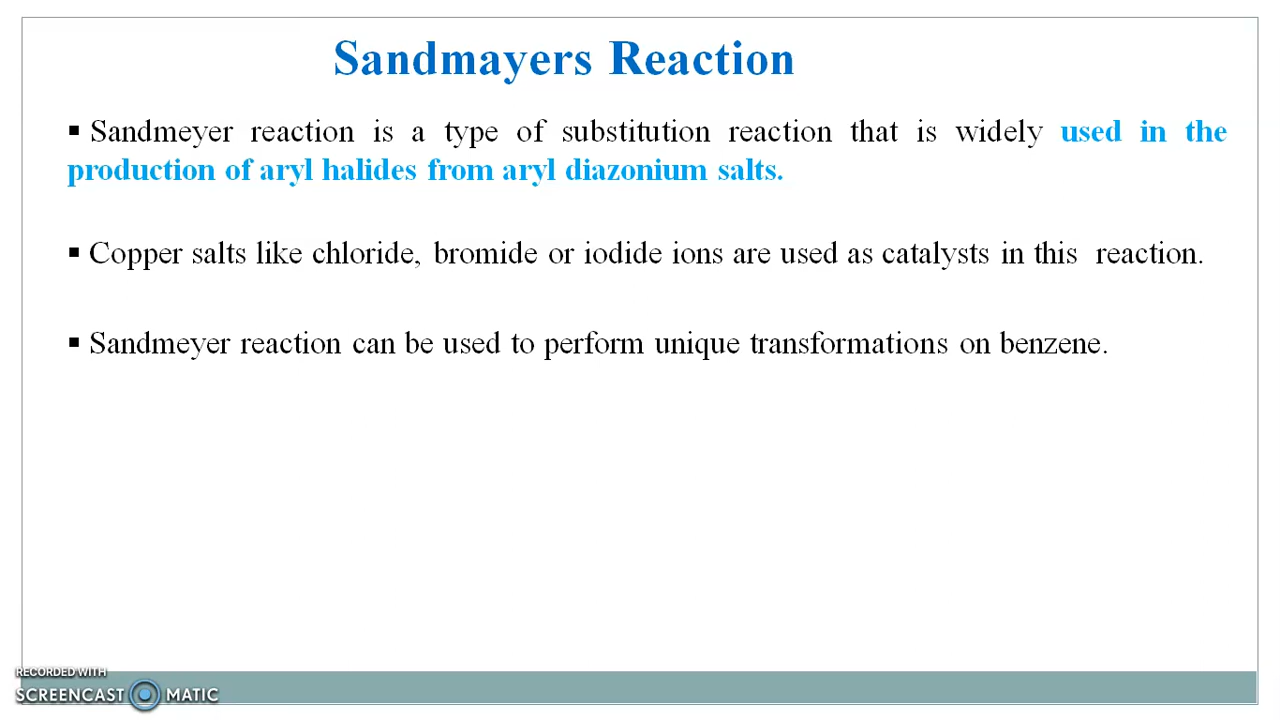 Sandmayers Reaction
▪ Sandmeyer reaction is a type of substitution reaction that is widely used in the
production of aryl halides from aryl diazonium salts.
▪ Copper salts like chloride, bromide or iodide ions are used as catalysts in this reaction.
▪ Sandmeyer reaction can be used to perform unique transformations on benzene.
RECORDED WITH
SCREENCAST MATIC